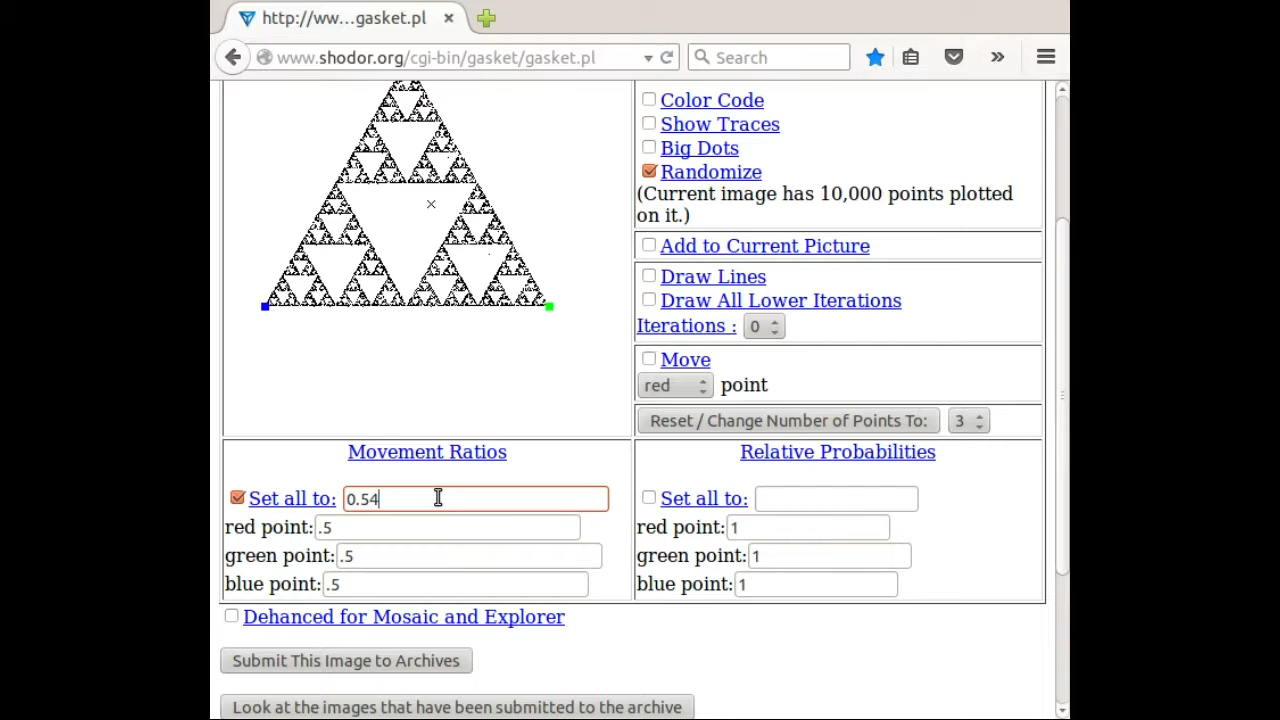 http://ww...gasket.pl
www.shodor.org/cgi-bin/gasket/gasket.pl
Search
Color Code
Show Traces
Big Dots
Randomize
(Current image has 10,000 points plotted
on it.)
Add to Current Picture
Draw Lines
Draw All Lower Iterations
Iterations : 0
Move
red point
Reset / Change Number of Points To: 3
Movement Ratios
Set all to: 0.54
red point: .5
green point: .5
blue point: .5
Relative Probabilities
Set all to:
red point: 1
green point: 1
blue point: 1
Dehanced for Mosaic and Explorer
Submit This Image to Archives
Look at the images that have been submitted to the archive